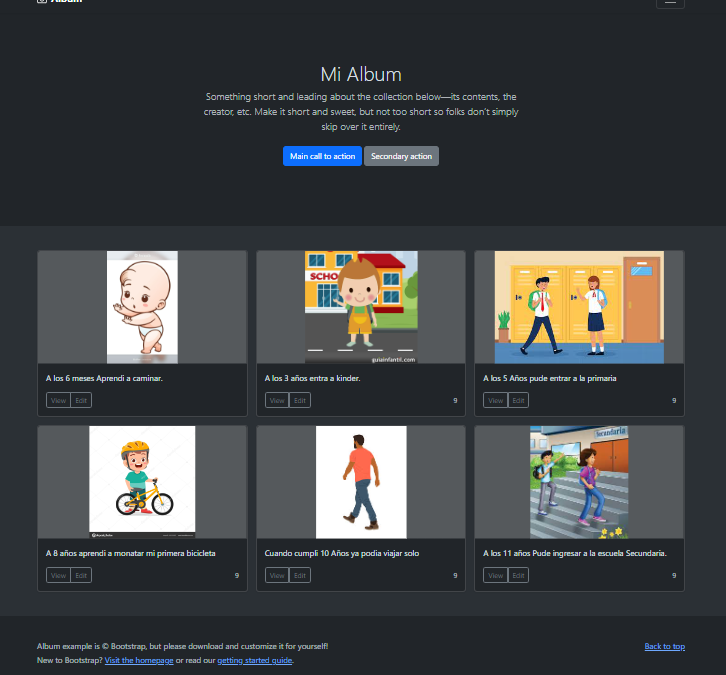 Album
Mi Album
Something short and leading about the collection below—its contents, the
creator, etc. Make it short and sweet, but not too short so folks don't simply
skip over it entirely.
Main call to action
Secondary action
SCHO
guiainfantil.com
A los 6 meses Aprendi a caminar.
View
Edit
A los 3 años entra a kinder.
View
Edit
9
A los 5 Años pude entrar a la primaria
View
Edit
9
Secundaria
A 8 años aprendi a monatar mi primera bicicleta
View
Edit
9
Cuando cumpli 10 Años ya podia viajar solo
View
Edit
9
A los 11 años Pude ingresar a la escuela Secundaria.
View
Edit
9
Album example is © Bootstrap, but please download and customize it for yourself!
Back to top
New to Bootstrap? Visit the homepage or read our getting started guide.